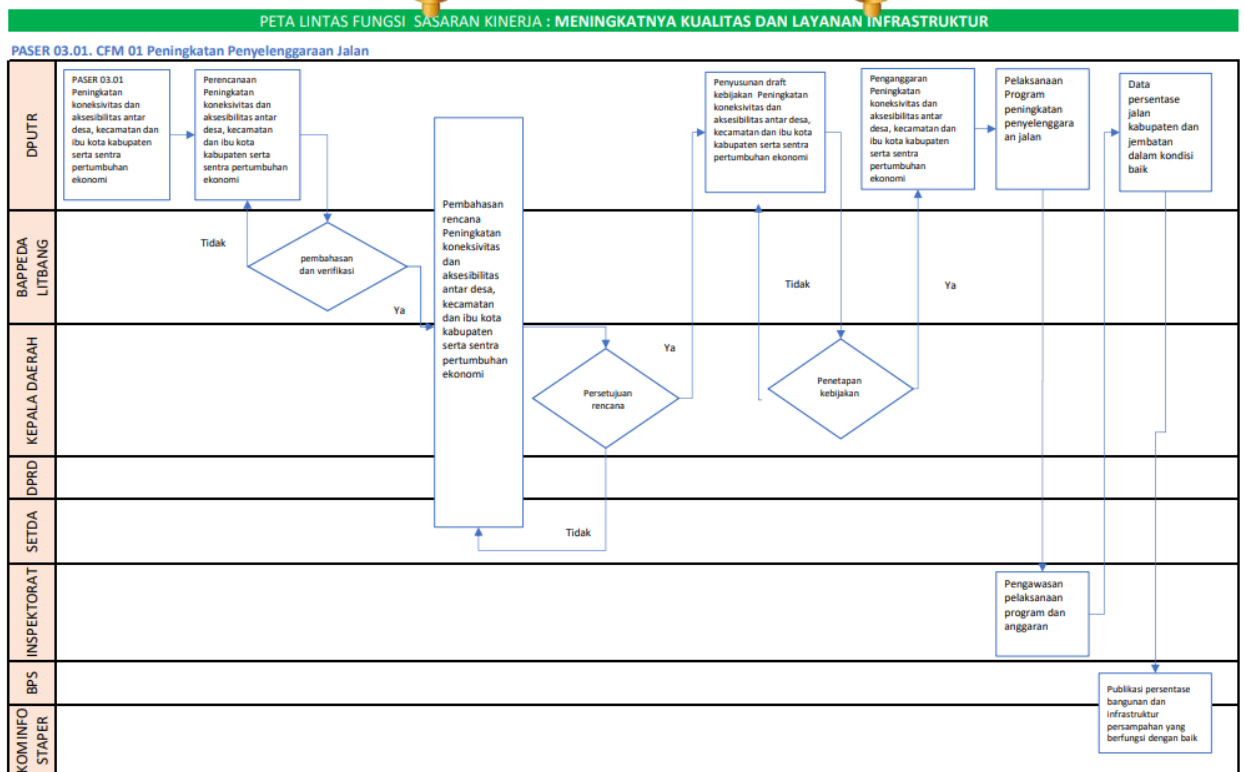 PETA LINTAS FUNGSI SASARAN KINERJA : MENINGKATNYA KUALITAS DAN LAYANAN INFRASTRUKTUR
PASER 03.01. CFM 01 Peningkatan Penyelenggaraan Jalan
DPUTR
PASER 03.01
Peningkatan
koneksivitas dan
aksesibilitas antar
desa, kecamatan dan
ibu kota kabupaten
serta sentra
pertumbuhan
ekonomi
Perencanaan
Peningkatan
koneksivitas dan
aksesibilitas antar
desa, kecamatan
dan ibu kota
kabupaten serta
sentra pertumbuhan
ekonomi
Penyusunan draft
kebijakan Peningkatan
koneksivitas dan
aksesibilitas antar desa,
kecamatan dan ibu kota
kabupaten serta sentra
pertumbuhan ekonomi
Penganggaran
Peningkatan
koneksivitas dan
aksesibilitas antar
desa, kecamatan dan
ibu kota kabupaten
serta sentra
pertumbuhan
ekonomi
Pelaksanaan
Program
peningkatan
penyelenggara
an jalan
Data
persentase
jalan
kabupaten dan
jembatan
dalam kondisi
baik
BAPPEDA
LITBANG
Tidak
pembahasan
dan verifikasi
Ya
Pembahasan
rencana
Peningkatan
koneksivitas
dan
aksesibilitas
antar desa,
kecamatan
dan ibu kota
kabupaten
serta sentra
pertumbuhan
ekonomi
Tidak
Ya
KEPALA DAERAH
Persetujuan
rencana
Ya
Penetapan
kebijakan
DPRD
SETDA
Tidak
INSPEKTORAT
Pengawasan
pelaksanaan
program dan
anggaran
BPS
Publikasi persentase
bangunan dan
infrastruktur
persampahan yang
berfungsi dengan baik
KOMINFO
STAPER